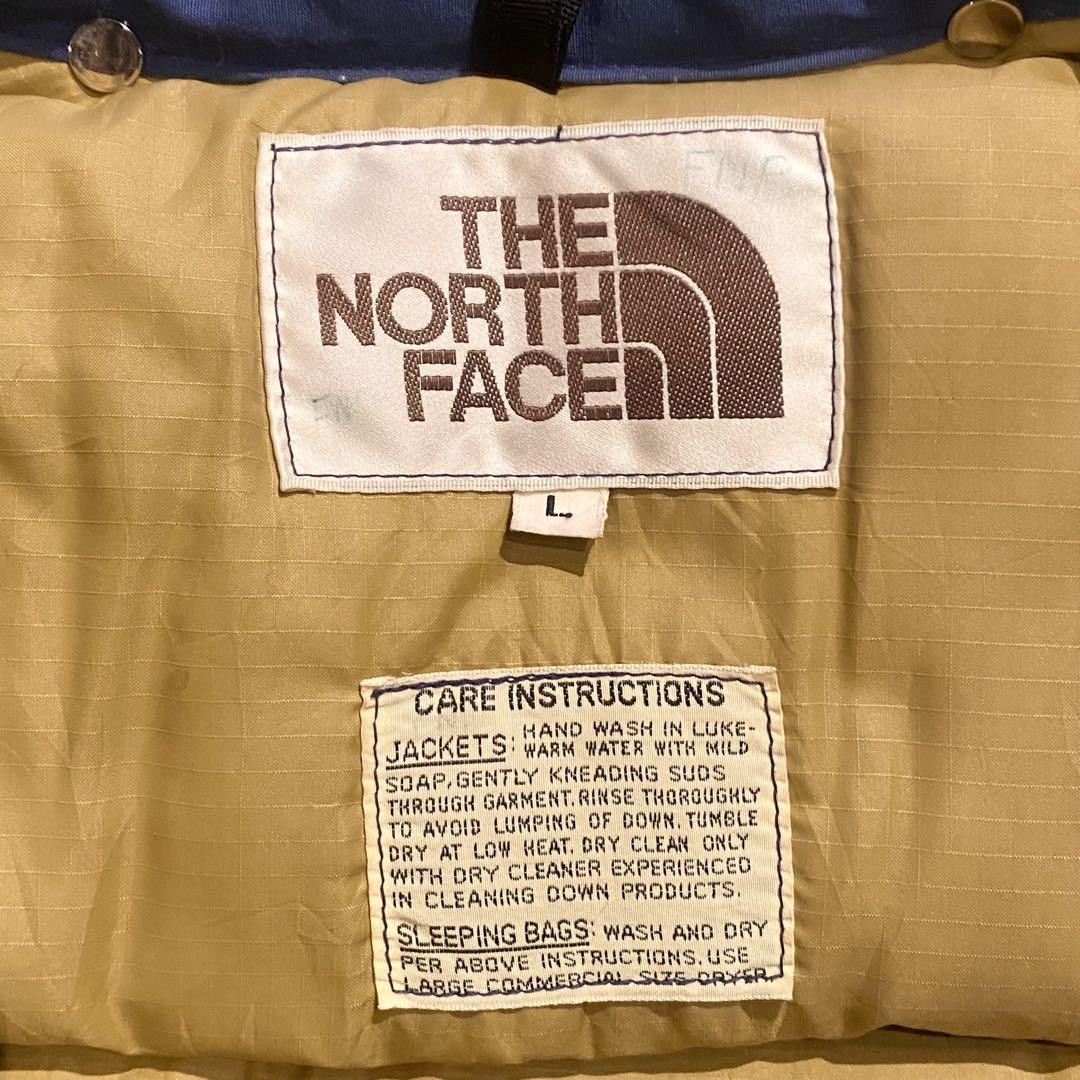 THE
NORTH
FACE
L
CARE INSTRUCTIONS
JACKETS: HAND WASH IN LUKE-
WARM WATER WITH MILD
SOAP, GENTLY KNEADING SUDS
THROUGH GARMENT. RINSE THOROUGHLY
TO AVOID LUMPING OF DOWN. TUMBLE
DRY AT LOW HEAT. DRY CLEAN ONLY
WITH DRY CLEANER EXPERIENCED
IN CLEANING DOWN PRODUCTS.
SLEEPING BAGS: WASH AND DRY
PER ABOVE INSTRUCTIONS. USE
LARGE COMMERCIAL SIZE DRYER.